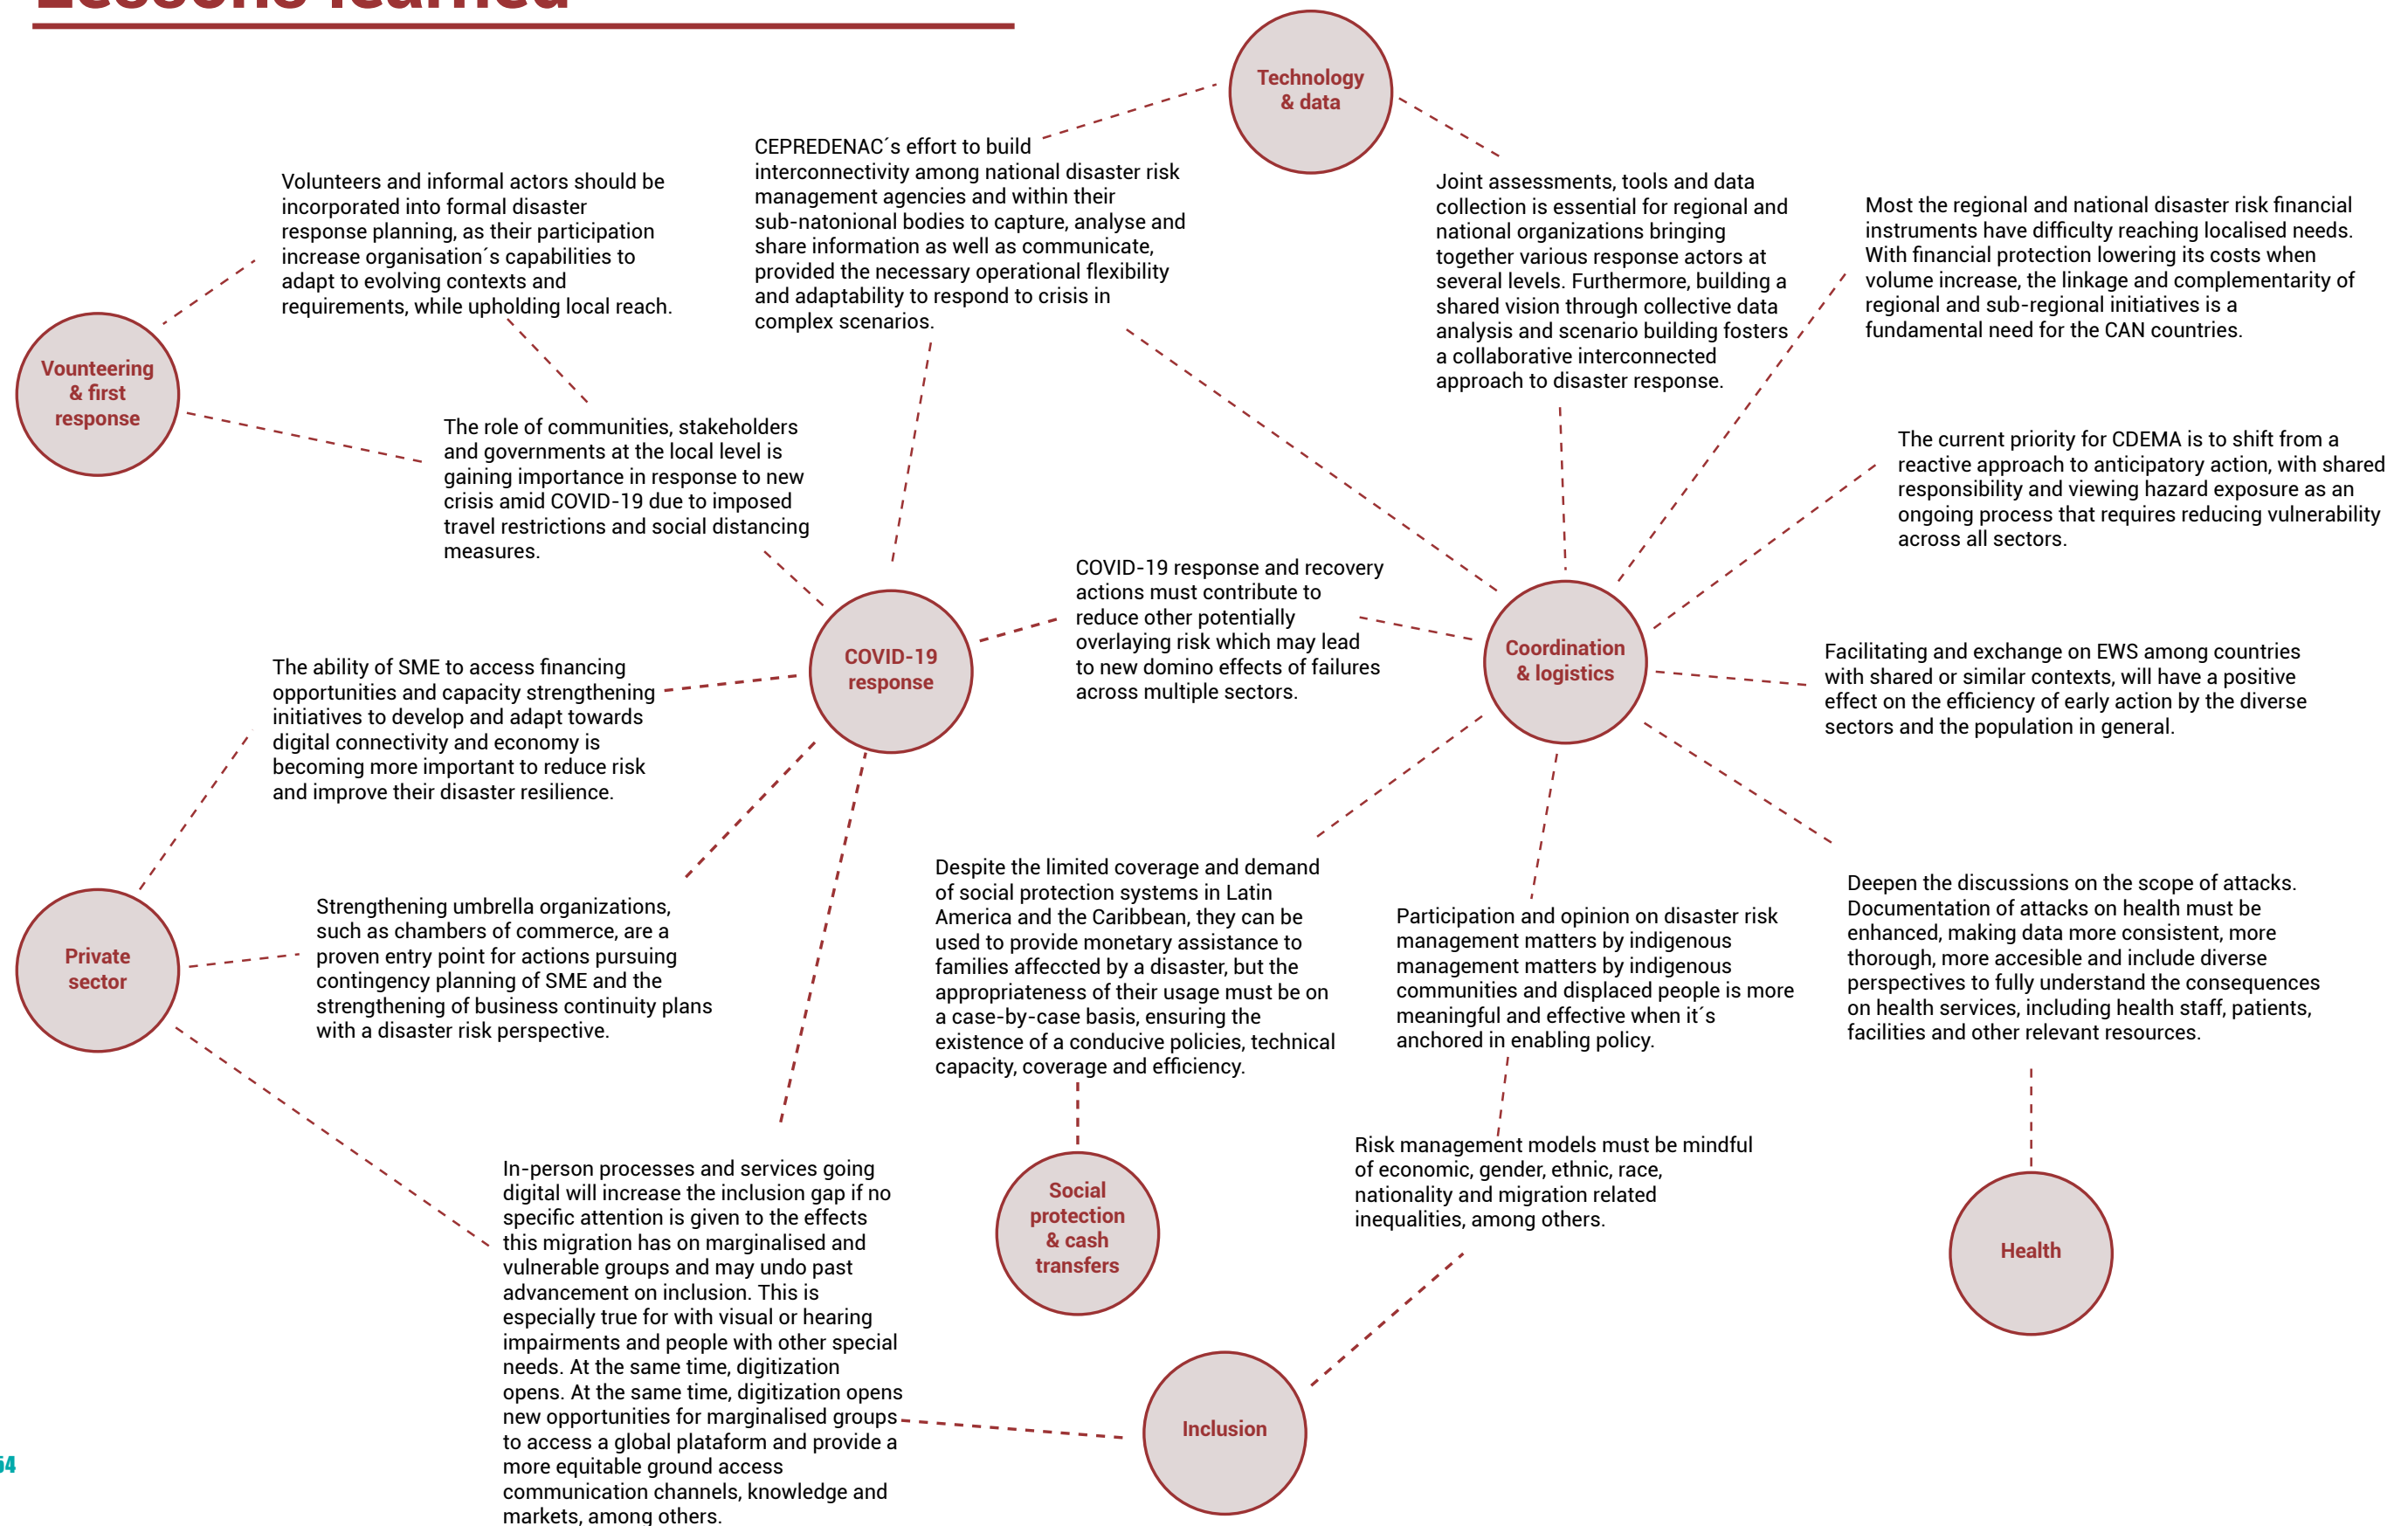 Lessons learned
Technology
& data
CEPREDENAC´s effort to build
interconnectivity among national disaster risk
management agencies and within their
sub-natonional bodies to capture, analyse and
share information as well as communicate,
provided the necessary operational flexibility
and adaptability to respond to crisis in
complex scenarios.
Volunteers and informal actors should be
incorporated into formal disaster
response planning, as their participation
increase organisation´s capabilities to
adapt to evolving contexts and
requirements, while upholding local reach.
Joint assessments, tools and data
collection is essential for regional and
national organizations bringing
together various response actors at
several levels. Furthermore, building a
shared vision through collective data
analysis and scenario building fosters
a collaborative interconnected
approach to disaster response.
Most the regional and national disaster risk financial
instruments have difficulty reaching localised needs.
With financial protection lowering its costs when
volume increase, the linkage and complementarity of
regional and sub-regional initiatives is a
fundamental need for the CAN countries.
Vounteering
& first
response
The role of communities, stakeholders
and governments at the local level is
gaining importance in response to new
crisis amid COVID-19 due to imposed
travel restrictions and social distancing
measures.
The current priority for CDEMA is to shift from a
reactive approach to anticipatory action, with shared
responsibility and viewing hazard exposure as an
ongoing process that requires reducing vulnerability
across all sectors.
COVID-19 response and recovery
actions must contribute to
reduce other potentially
overlaying risk which may lead
to new domino effects of failures
across multiple sectors.
COVID-19
response
Coordination
& logistics
Facilitating and exchange on EWS among countries
with shared or similar contexts, will have a positive
effect on the efficiency of early action by the diverse
sectors and the population in general.
The ability of SME to access financing
opportunities and capacity strengthening
initiatives to develop and adapt towards
digital connectivity and economy is
becoming more important to reduce risk
and improve their disaster resilience.
Private
sector
Strengthening umbrella organizations,
such as chambers of commerce, are a
proven entry point for actions pursuing
contingency planning of SME and the
strengthening of business continuity plans
with a disaster risk perspective.
Despite the limited coverage and demand
of social protection systems in Latin
America and the Caribbean, they can be
used to provide monetary assistance to
families affeccted by a disaster, but the
appropriateness of their usage must be on
a case-by-case basis, ensuring the
existence of a conducive policies, technical
capacity, coverage and efficiency.
Participation and opinion on disaster risk
management matters by indigenous
management matters by indigenous
communities and displaced people is more
meaningful and effective when it´s
anchored in enabling policy.
Deepen the discussions on the scope of attacks.
Documentation of attacks on health must be
enhanced, making data more consistent, more
thorough, more accesible and include diverse
perspectives to fully understand the consequences
on health services, including health staff, patients,
facilities and other relevant resources.
In-person processes and services going
digital will increase the inclusion gap if no
specific attention is given to the effects
this migration has on marginalised and
vulnerable groups and may undo past
advancement on inclusion. This is
especially true for with visual or hearing
impairments and people with other special
needs. At the same time, digitization
opens. At the same time, digitization opens
new opportunities for marginalised groups
to access a global plataform and provide a
more equitable ground access
communication channels, knowledge and
markets, among others.
Social
protection
& cash
transfers
Risk management models must be mindful
of economic, gender, ethnic, race,
nationality and migration related
inequalities, among others.
Health
Inclusion
54